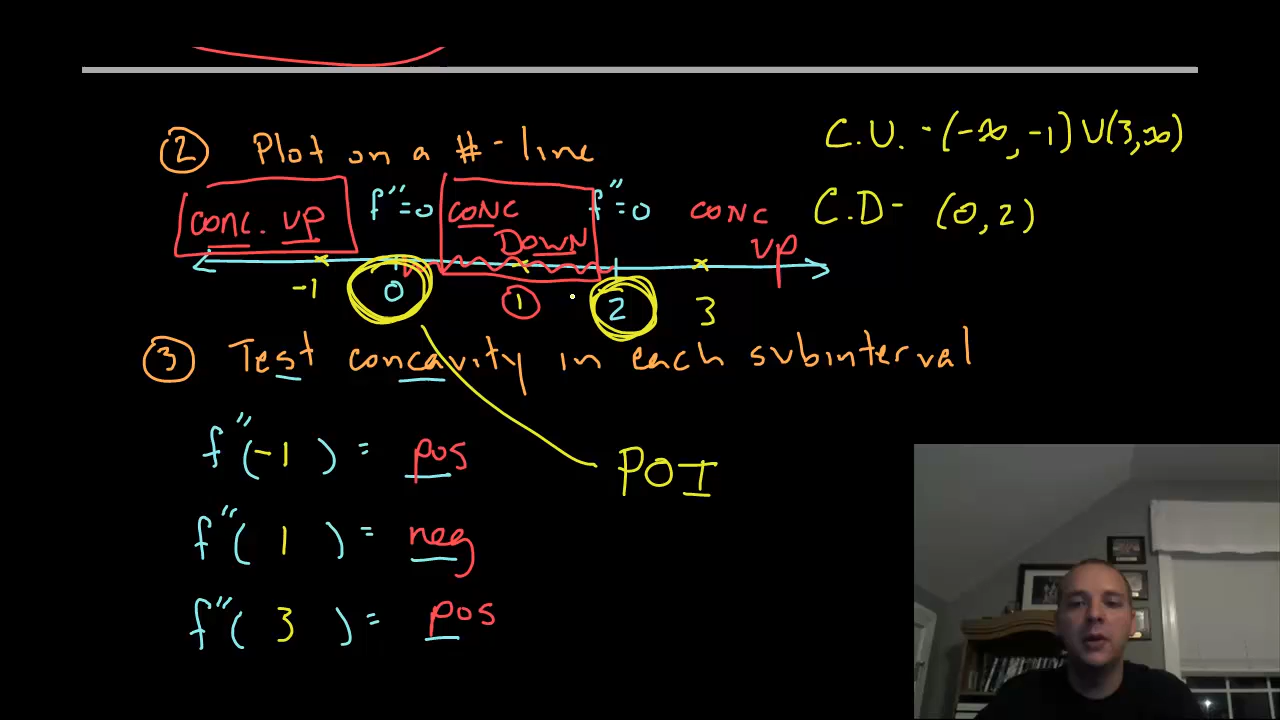 ② Plot on a #-line
C.U. - (-∞, -1) U (3, ∞)
C.D - (0, 2)
conc. up f''=0 conc down f''=0 conc up
-1 0 1 2 3
③ Test concavity in each subinterval
f''(-1) = pos
POI
f''(1) = neg
f''(3) = pos